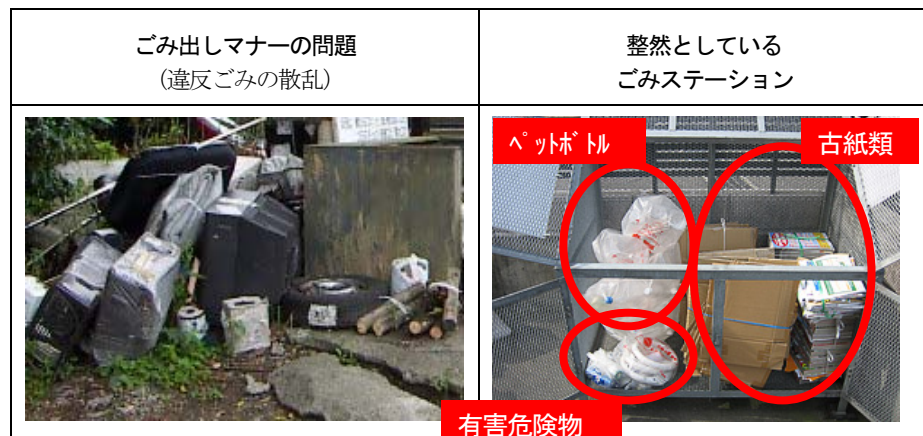 ごみ出しマナーの問題
（違反ごみの散乱）
整然としている
ごみステーション
ﾍﾟｯﾄﾎﾞﾄﾙ
古紙類
有害危険物